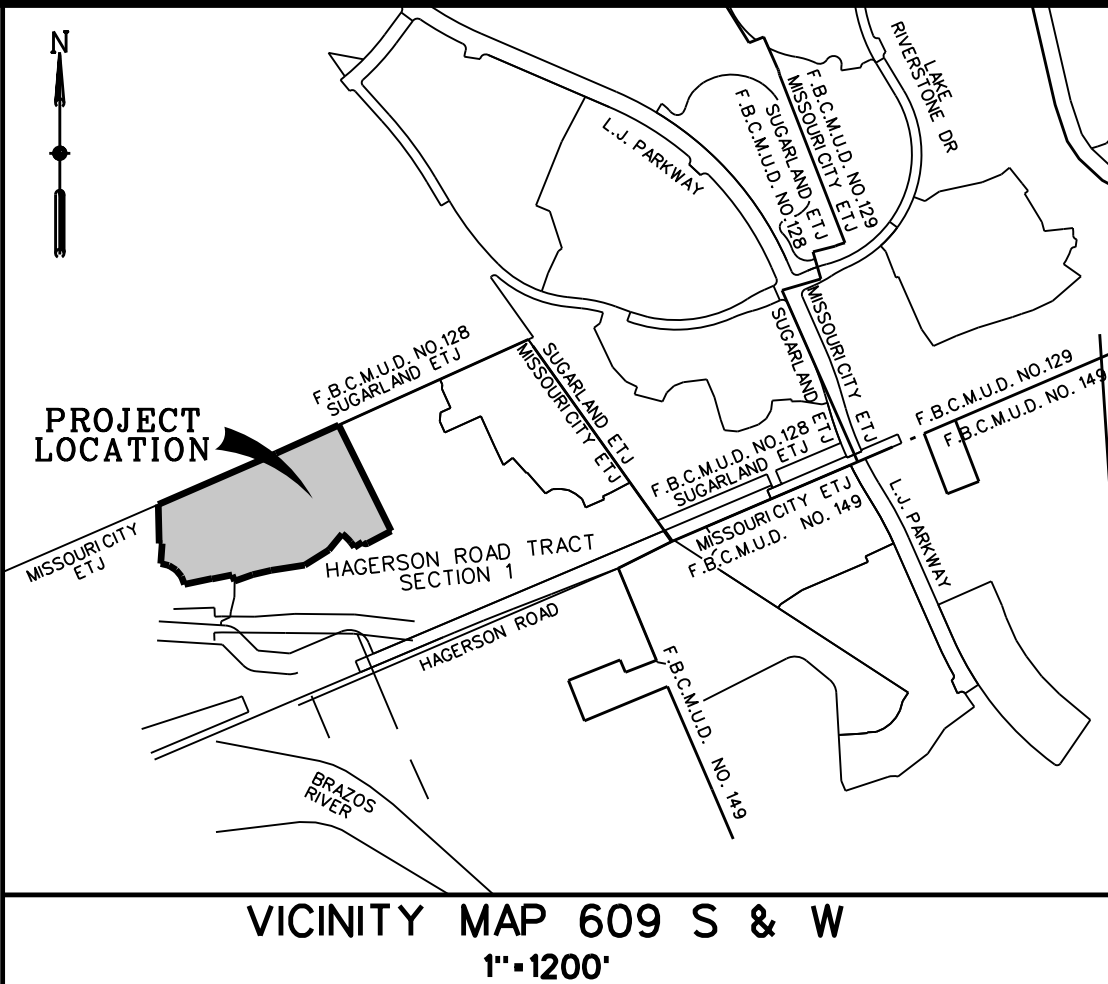 N
LAKE
RIVERSTONE DR
F.B.C.M.U.D. NO.129
MISSOURI CITY ETJ
SUGARLAND ETJ
F.B.C.M.U.D. NO.128
L.J. PARKWAY
F.B.C.M.U.D. NO.128
SUGARLAND ETJ
SUGARLAND ETJ
MISSOURI CITY ETJ
SUGARLAND ETJ
MISSOURI CITY ETJ
F.B.C.M.U.D. NO.129
F.B.C.M.U.D. NO. 149
PROJECT
LOCATION
F.B.C.M.U.D. NO.128
SUGARLAND ETJ
MISSOURI CITY ETJ
F.B.C.M.U.D. NO. 149
L.J. PARKWAY
MISSOURI CITY
ETJ
HAGERSON ROAD TRACT
SECTION 1
HAGERSON ROAD
F.B.C.M.U.D. NO. 149
BRAZOS
RIVER
VICINITY MAP 609 S & W
1"=1200'